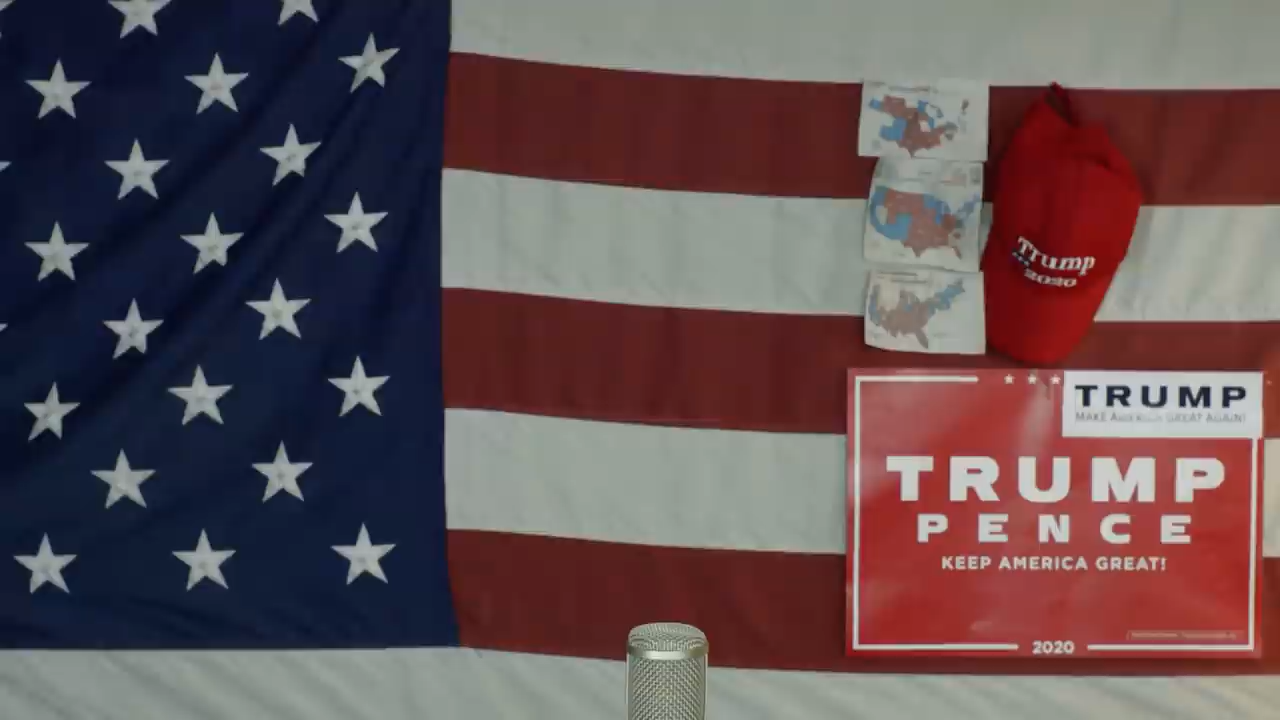 Trump
2020
TRUMP
MAKE AMERICA GREAT AGAIN!
TRUMP
PENCE
KEEP AMERICA GREAT!
2020